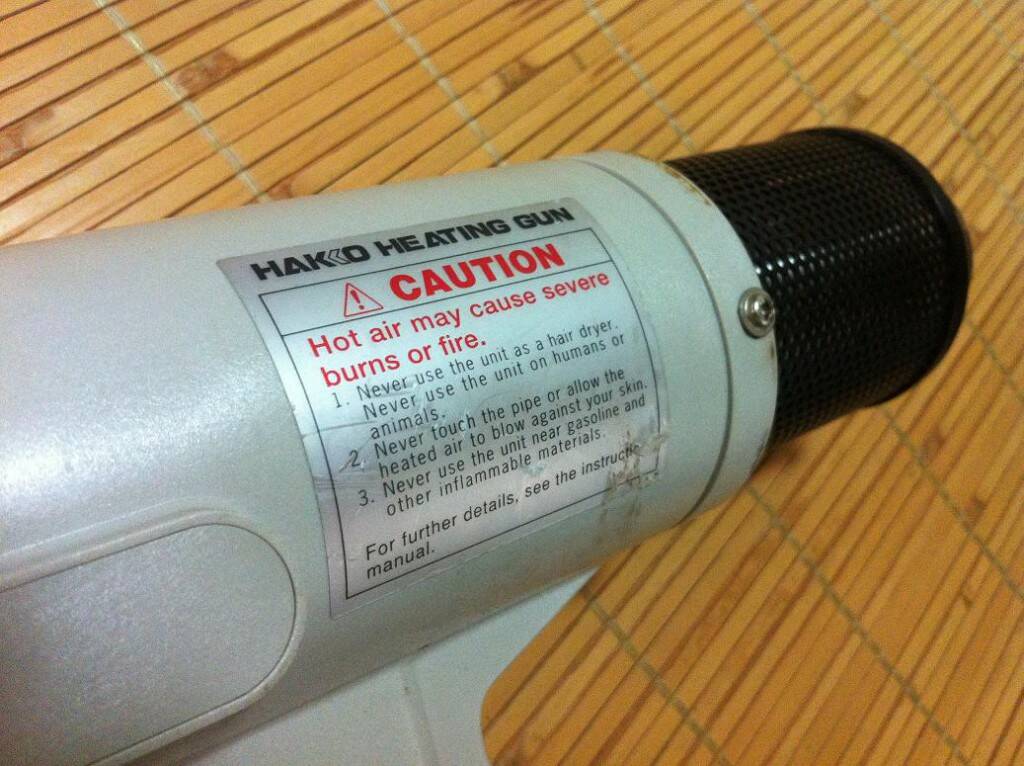 HAKKO HEATING GUN
CAUTION
Hot air may cause severe
burns or fire.
1. Never use the unit as a hair dryer.
Never use the unit on humans or
animals.
2. Never touch the pipe or allow the
heated air to blow against your skin.
3. Never use the unit near gasoline and
other inflammable materials.
For further details, see the
manual.